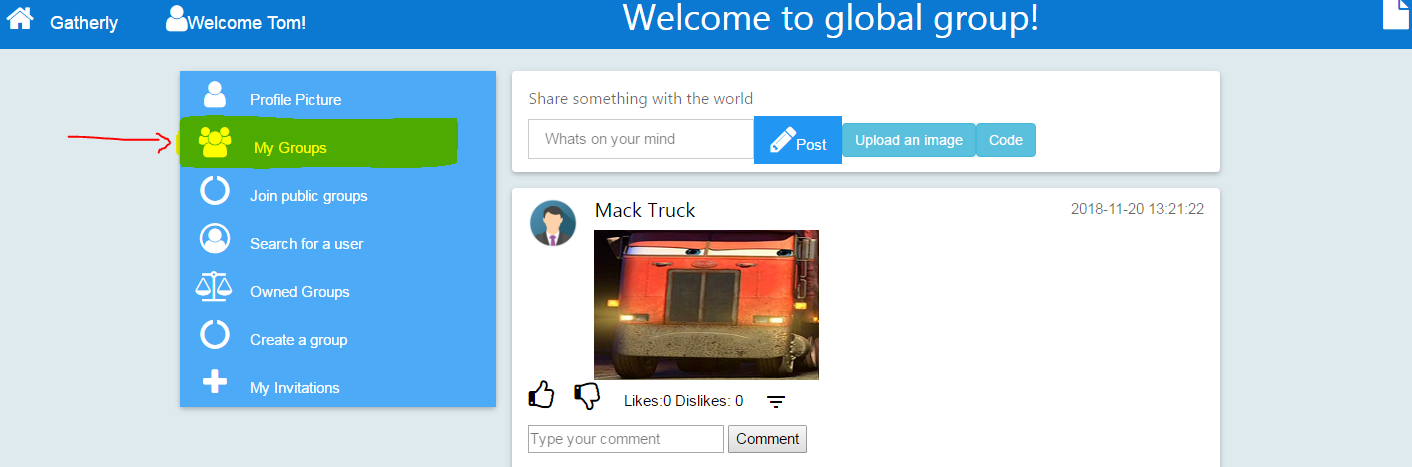 Gatherly
Welcome Tom!
Welcome to global group!
Profile Picture
My Groups
Join public groups
Search for a user
Owned Groups
Create a group
My Invitations
Share something with the world
Whats on your mind
Post
Upload an image
Code
Mack Truck
2018-11-20 13:21:22
Likes:0 Dislikes: 0
Type your comment
Comment